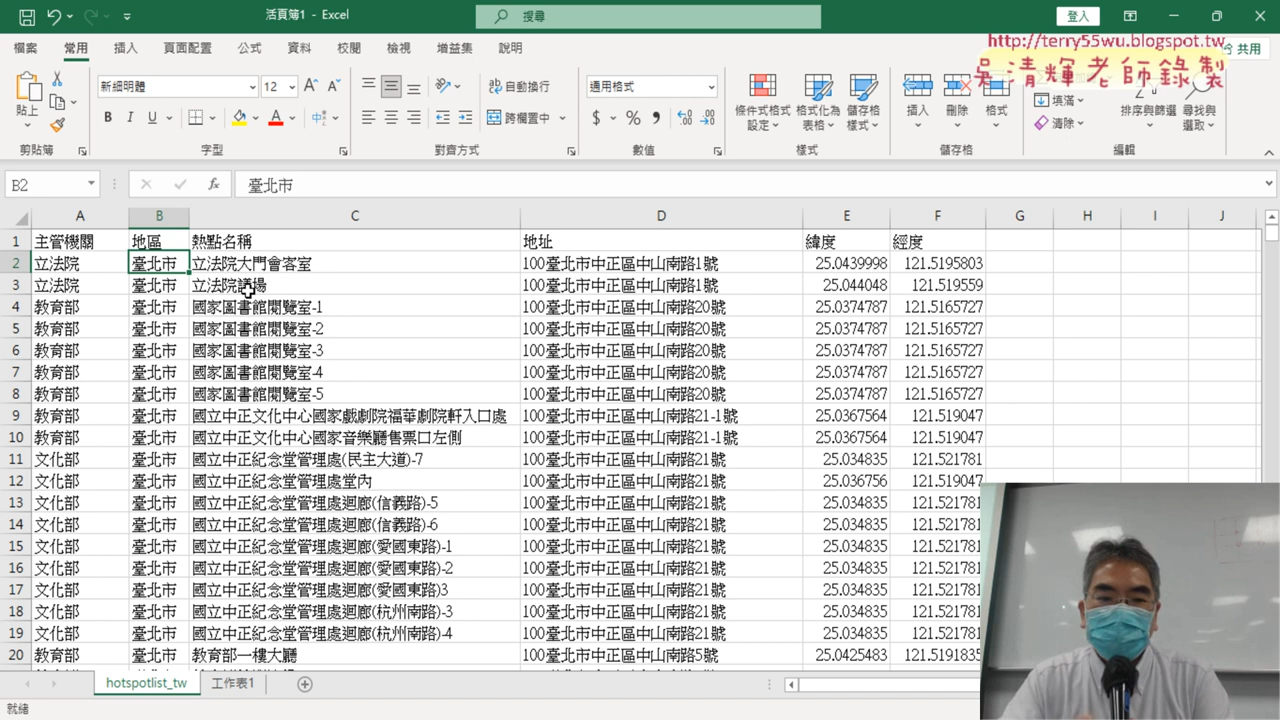 活頁簿1 - Excel
搜尋
登入
檔案 常用 插入 頁面配置 公式 資料 校閱 檢視 增益集 說明
http://terry55wu.blogspot.tw
共用
吳清輝老師錄製
貼上
新細明體 12
B I U
自動換行
跨欄置中
通用格式
$ % 9
條件式格式設定
格式化為表格
儲存格樣式
插入 刪除 格式
填滿
清除
排序與篩選
尋找與選取
剪貼簿 字型 對齊方式 數值 樣式 儲存格 編輯
B2 fx 臺北市
A B C D E F G H I J
1 主管機關 地區 熱點名稱 地址 緯度 經度
2 立法院 臺北市 立法院大門會客室 100臺北市中正區中山南路1號 25.0439998 121.5195803
3 立法院 臺北市 立法院 100臺北市中正區中山南路1號 25.044048 121.519559
4 教育部 臺北市 國家圖書館閱覽室-1 100臺北市中正區中山南路20號 25.0374787 121.5165727
5 教育部 臺北市 國家圖書館閱覽室-2 100臺北市中正區中山南路20號 25.0374787 121.5165727
6 教育部 臺北市 國家圖書館閱覽室-3 100臺北市中正區中山南路20號 25.0374787 121.5165727
7 教育部 臺北市 國家圖書館閱覽室-4 100臺北市中正區中山南路20號 25.0374787 121.5165727
8 教育部 臺北市 國家圖書館閱覽室-5 100臺北市中正區中山南路20號 25.0374787 121.5165727
9 教育部 臺北市 國立中正文化中心國家戲劇院福華劇院軒入口處 100臺北市中正區中山南路21-1號 25.0367564 121.519047
10 教育部 臺北市 國立中正文化中心國家音樂廳售票口左側 100臺北市中正區中山南路21-1號 25.0367564 121.519047
11 文化部 臺北市 國立中正紀念堂管理處(民主大道)-7 100臺北市中正區中山南路21號 25.034835 121.521781
12 文化部 臺北市 國立中正紀念堂管理處堂內 100臺北市中正區中山南路21號 25.036756 121.519047
13 文化部 臺北市 國立中正紀念堂管理處迴廊(信義路)-5 100臺北市中正區中山南路21號 25.034835 121.521781
14 文化部 臺北市 國立中正紀念堂管理處迴廊(信義路)-6 100臺北市中正區中山南路21號 25.034835 121.521781
15 文化部 臺北市 國立中正紀念堂管理處迴廊(愛國東路)-1 100臺北市中正區中山南路21號 25.034835 121.521781
16 文化部 臺北市 國立中正紀念堂管理處迴廊(愛國東路)-2 100臺北市中正區中山南路21號 25.034835 121.521781
17 文化部 臺北市 國立中正紀念堂管理處迴廊(愛國東路)3 100臺北市中正區中山南路21號 25.034835 121.521781
18 文化部 臺北市 國立中正紀念堂管理處迴廊(杭州南路)-3 100臺北市中正區中山南路21號 25.034835 121.521781
19 文化部 臺北市 國立中正紀念堂管理處迴廊(杭州南路)-4 100臺北市中正區中山南路21號 25.034835 121.521781
20 教育部 臺北市 教育部一樓大廳 100臺北市中正區中山南路5號 25.0425483 121.5191835
hotspotlist_tw 工作表1
就緒